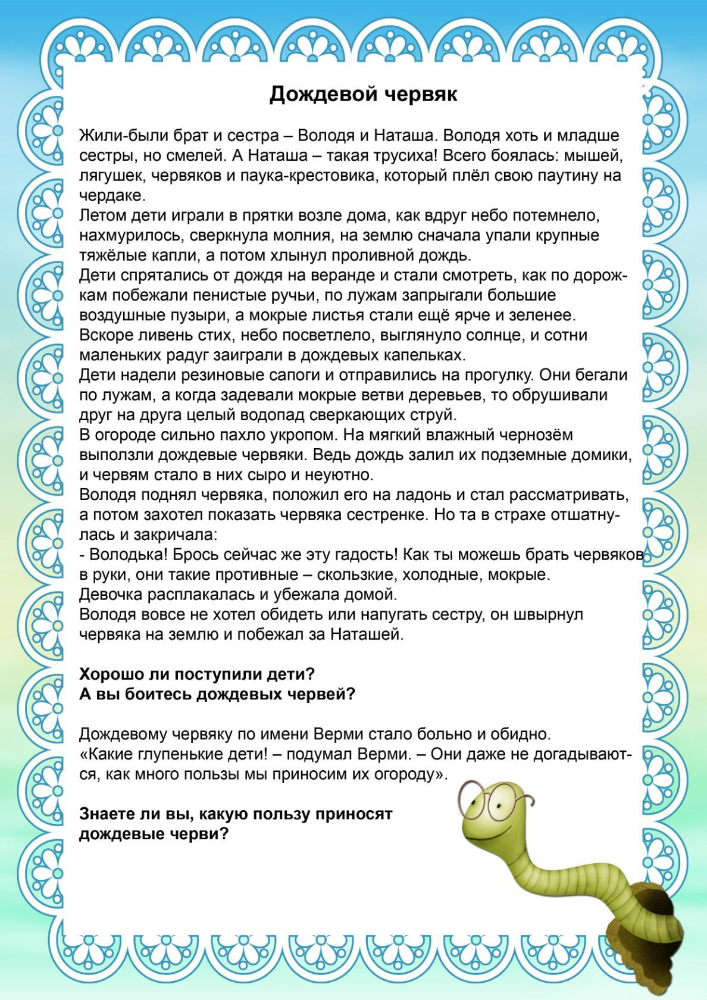 Дождевой червяк
Жили-были брат и сестра – Володя и Наташа. Володя хоть и младше
сестры, но смелей. А Наташа – такая трусиха! Всего боялась: мышей,
лягушек, червяков и паука-крестовика, который плёл свою паутину на
чердаке.
Летом дети играли в прятки возле дома, как вдруг небо потемнело,
нахмурилось, сверкнула молния, на землю сначала упали крупные
тяжёлые капли, а потом хлынул проливной дождь.
Дети спрятались от дождя на веранде и стали смотреть, как по дорож-
кам побежали пенистые ручьи, по лужам запрыгали большие
воздушные пузыри, а мокрые листья стали ещё ярче и зеленее.
Вскоре ливень стих, небо посветлело, выглянуло солнце, и сотни
маленьких радуг заиграли в дождевых капельках.
Дети надели резиновые сапоги и отправились на прогулку. Они бегали
по лужам, а когда задевали мокрые ветви деревьев, то обрушивали
друг на друга целый водопад сверкающих струй.
В огороде сильно пахло укропом. На мягкий влажный чернозём
выползли дождевые червяки. Ведь дождь залил их подземные домики,
и червям стало в них сыро и неуютно.
Володя поднял червяка, положил его на ладонь и стал рассматривать,
а потом захотел показать червяка сестренке. Но та в страхе отшатну-
лась и закричала:
- Володька! Брось сейчас же эту гадость! Как ты можешь брать червяков
в руки, они такие противные – скользкие, холодные, мокрые.
Девочка расплакалась и убежала домой.
Володя вовсе не хотел обидеть или напугать сестру, он швырнул
червяка на землю и побежал за Наташей.
Хорошо ли поступили дети?
А вы боитесь дождевых червей?
Дождевому червяку по имени Верми стало больно и обидно.
«Какие глупенькие дети! – подумал Верми. – Они даже не догадывают-
ся, как много пользы мы приносим их огороду».
Знаете ли вы, какую пользу приносят
дождевые черви?